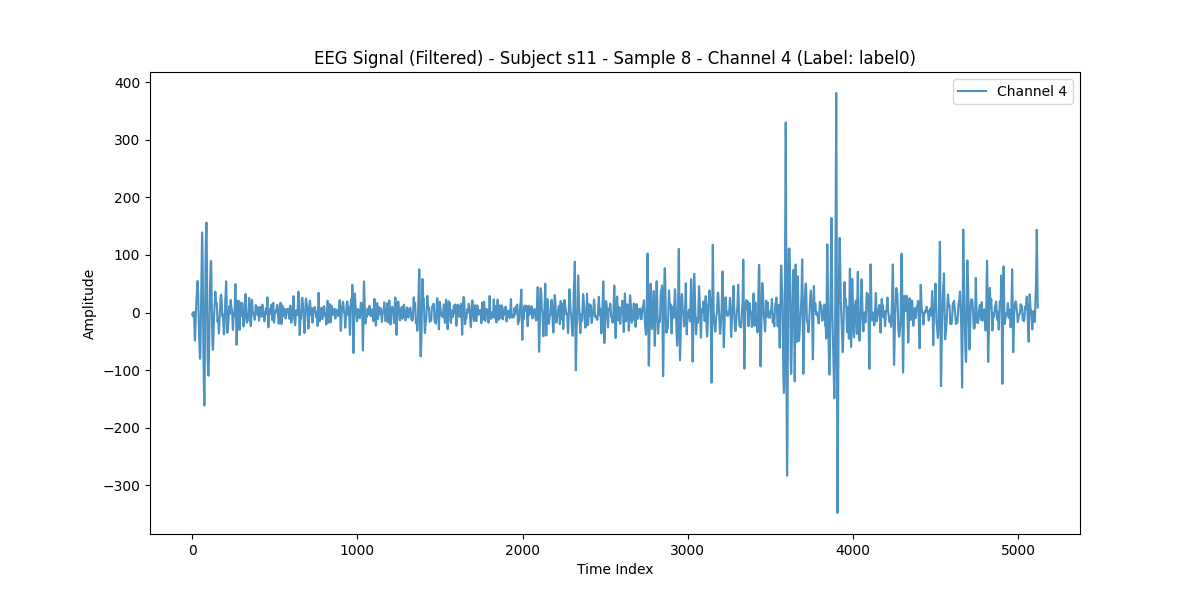 EEG Signal (Filtered) - Subject s11 - Sample 8 - Channel 4 (Label: label0)
Channel 4
400
300
200
100
0
−100
−200
−300
Amplitude
0 1000 2000 3000 4000 5000
Time Index